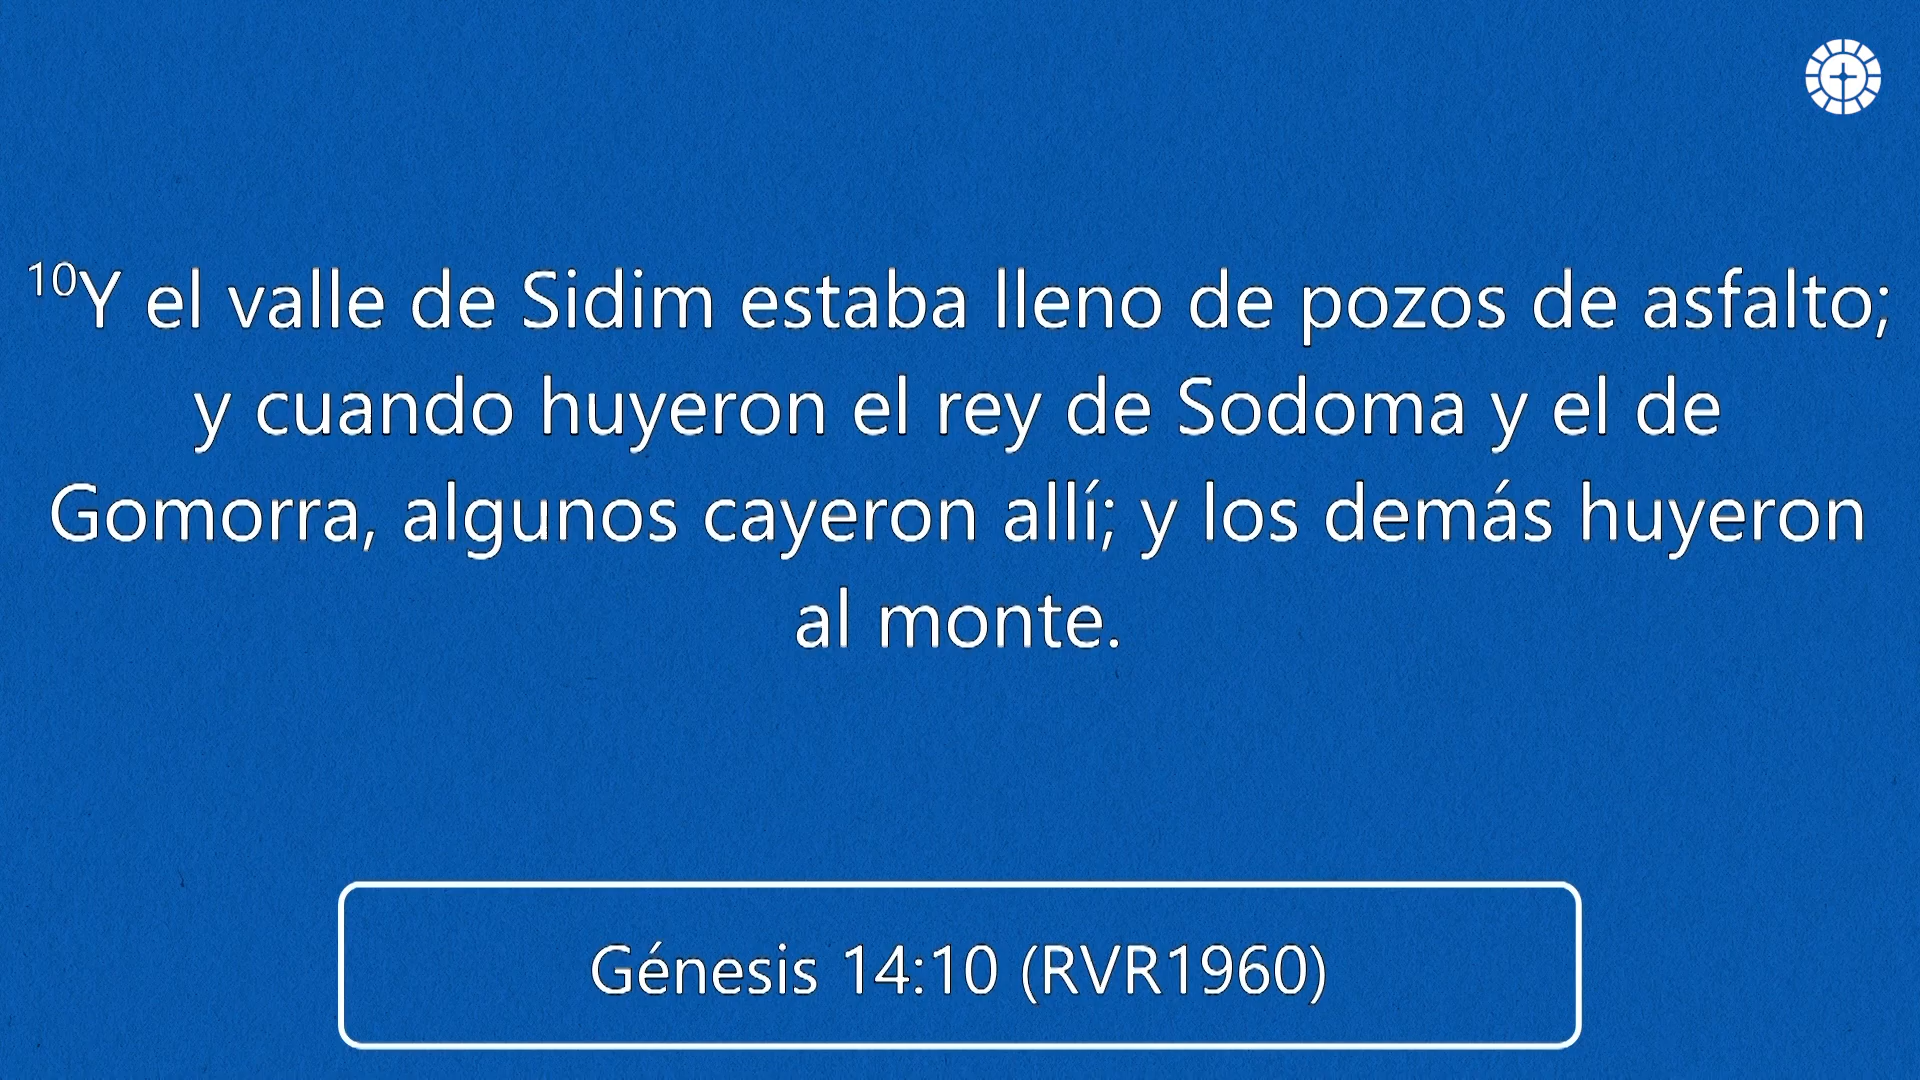 ¹⁰Y el valle de Sidim estaba lleno de pozos de asfalto;
y cuando huyeron el rey de Sodoma y el de
Gomorra, algunos cayeron allí; y los demás huyeron
al monte.
Génesis 14:10 (RVR1960)